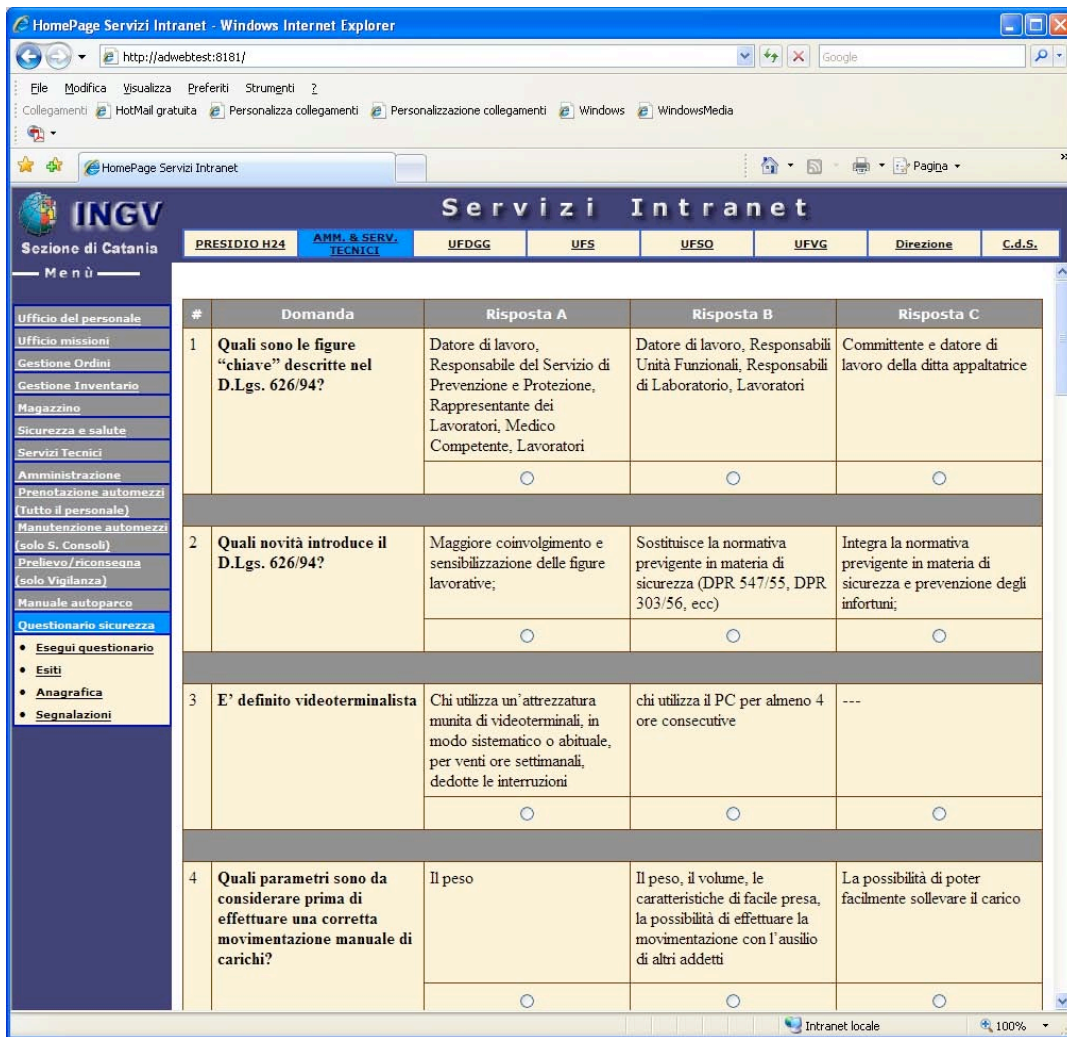 HomePage Servizi Intranet - Windows Internet Explorer
http://adwebtest:8181/
Google
File Modifica Visualizza Preferiti Strumenti ?
Collegamenti HotMail gratuita Personalizza collegamenti Personalizzazione collegamenti Windows WindowsMedia
HomePage Servizi Intranet
Pagina
INGV
Sezione di Catania
Servizi Intranet
PRESIDIO H24
AMM. & SERV.
TECNICI
UFDGG
UFS
UFSO
UFVG
Direzione
C.d.S.
Menù
Ufficio del personale
Ufficio missioni
Gestione Ordini
Gestione Inventario
Magazzino
Sicurezza e salute
Servizi Tecnici
Amministrazione
Prenotazione automezzi
(Tutto il personale)
Manutenzione automezzi
(solo S. Consoli)
Prelievo/riconsegna
(solo Vigilanza)
Manuale autoparco
Questionario sicurezza
• Esegui questionario
• Esiti
• Anagrafica
• Segnalazioni
# Domanda Risposta A Risposta B Risposta C
1
Quali sono le figure
“chiave” descritte nel
D.Lgs. 626/94?
Datore di lavoro,
Responsabile del Servizio di
Prevenzione e Protezione,
Rappresentante dei
Lavoratori, Medico
Competente, Lavoratori
Datore di lavoro, Responsabili
Unità Funzionali, Responsabili
di Laboratorio, Lavoratori
Committente e datore di
lavoro della ditta appaltatrice
2
Quali novità introduce il
D.Lgs. 626/94?
Maggiore coinvolgimento e
sensibilizzazione delle figure
lavorative;
Sostituisce la normativa
previgente in materia di
sicurezza (DPR 547/55, DPR
303/56, ecc)
Integra la normativa
previgente in materia di
sicurezza e prevenzione degli
infortuni;
3
E’ definito videoterminalista
Chi utilizza un’attrezzatura
munita di videoterminali, in
modo sistematico o abituale,
per venti ore settimanali,
dedotte le interruzioni
chi utilizza il PC per almeno 4
ore consecutive
---
4
Quali parametri sono da
considerare prima di
effettuare una corretta
movimentazione manuale di
carichi?
Il peso
Il peso, il volume, le
caratteristiche di facile presa,
la possibilità di effettuare la
movimentazione con l’ausilio
di altri addetti
La possibilità di poter
facilmente sollevare il carico
Intranet locale
100%